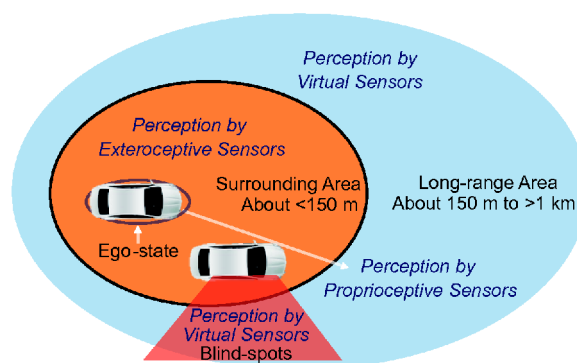 Perception by
Virtual Sensors
Perception by
Exteroceptive Sensors
Surrounding Area
About <150 m
Long-range Area
About 150 m to >1 km
Ego-state
Perception by
Proprioceptive Sensors
Perception by
Virtual Sensors
Blind-spots